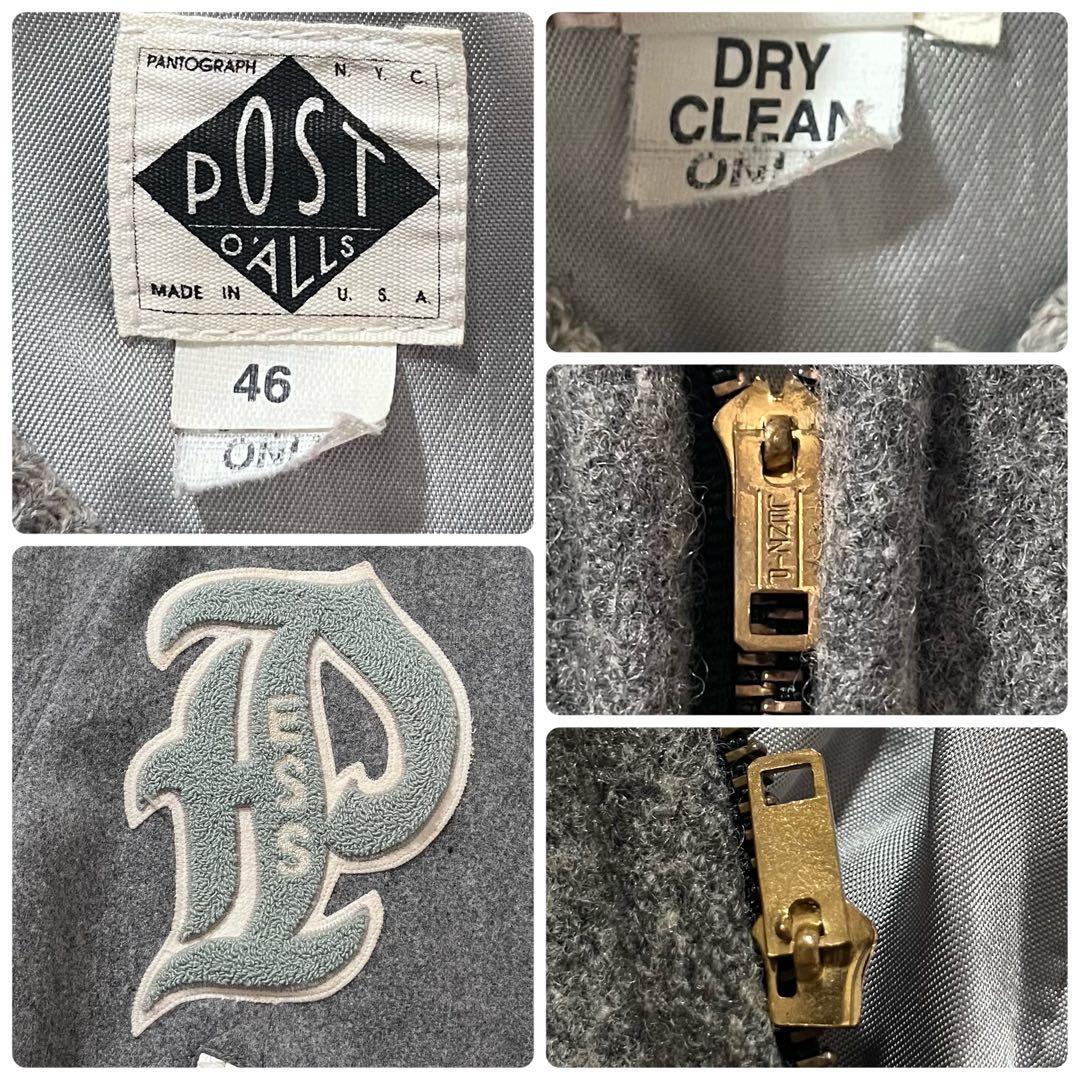 PANTOGRAPH N.Y.C.
POST
O'ALLS
MADE IN U.S.A.
46
DRY
CLEAN
ESS